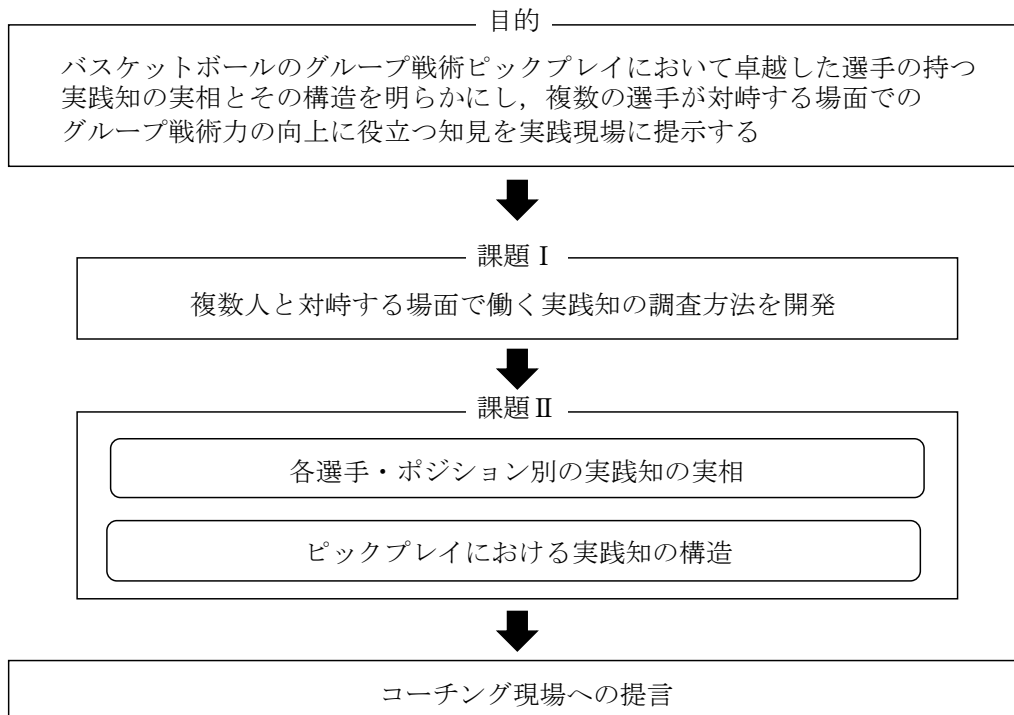 目的
バスケットボールのグループ戦術ピックプレイにおいて卓越した選手の持つ
実践知の実相とその構造を明らかにし，複数の選手が対峙する場面での
グループ戦術力の向上に役立つ知見を実践現場に提示する
課題Ⅰ
複数人と対峙する場面で働く実践知の調査方法を開発
課題Ⅱ
各選手・ポジション別の実践知の実相
ピックプレイにおける実践知の構造
コーチング現場への提言